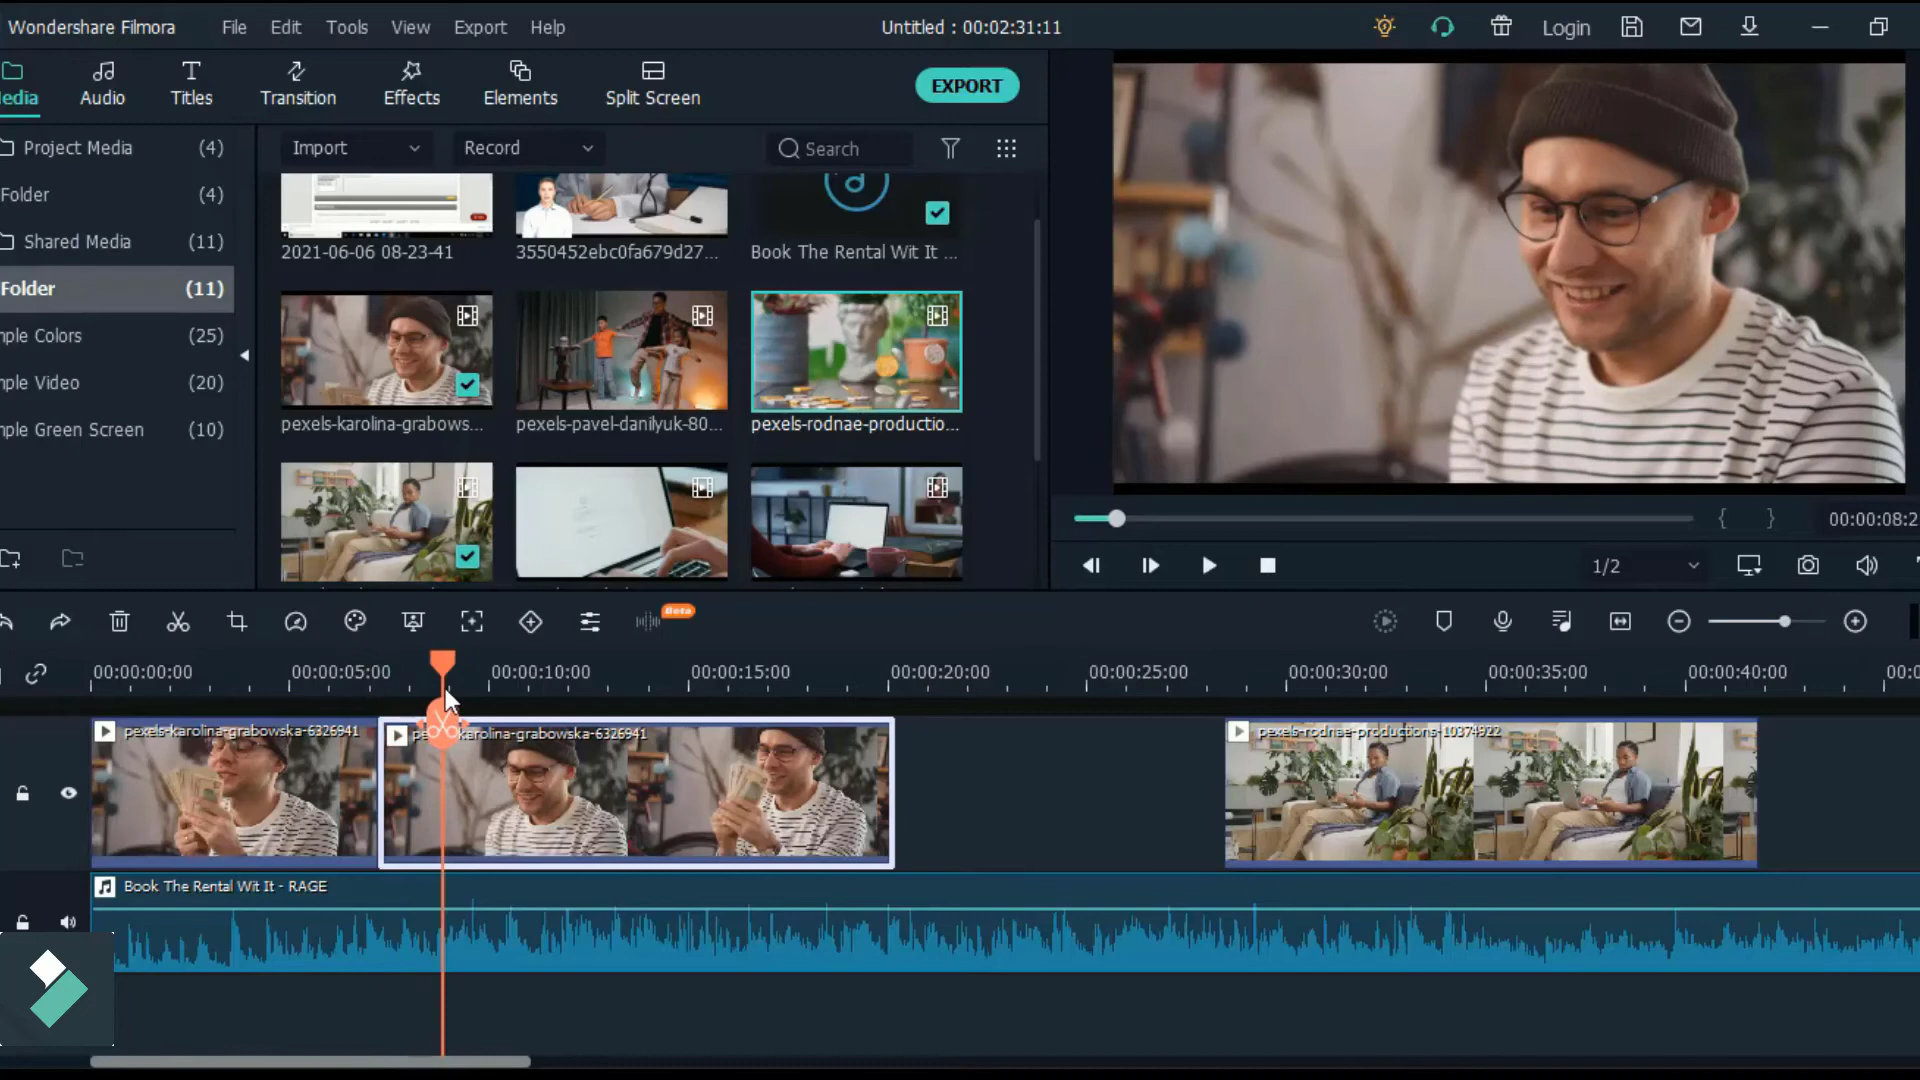 Wondershare Filmora File Edit Tools View Export Help Untitled : 00:02:31:11 Login
edia Audio Titles Transition Effects Elements Split Screen EXPORT
Project Media (4)
Folder (4)
Shared Media (11)
Folder (11)
mple Colors (25)
mple Video (20)
mple Green Screen (10)
Import Record Search
2021-06-06 08-23-41 3550452ebc0fa679d27... Book The Rental Wit It ...
pexels-karolina-grabows... pexels-pavel-danilyuk-80... pexels-rodnae-productio...
00:00:08:2
1/2
Beta
00:00:00:00 00:00:05:00 00:00:10:00 00:00:15:00 00:00:20:00 00:00:25:00 00:00:30:00 00:00:35:00 00:00:40:00 00:0
pexels-karolina-grabowska-6326941 pe karolina-grabowska-6326941 pexels-rodnae-productions-10374922
Book The Rental Wit It - RAGE